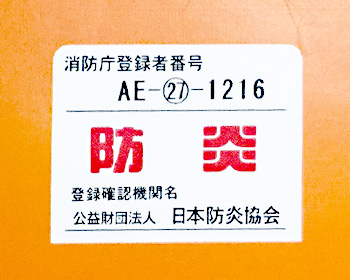 消防庁登録者番号
AE-㉗-1216
防炎
登録確認機関名
公益財団法人 日本防炎協会